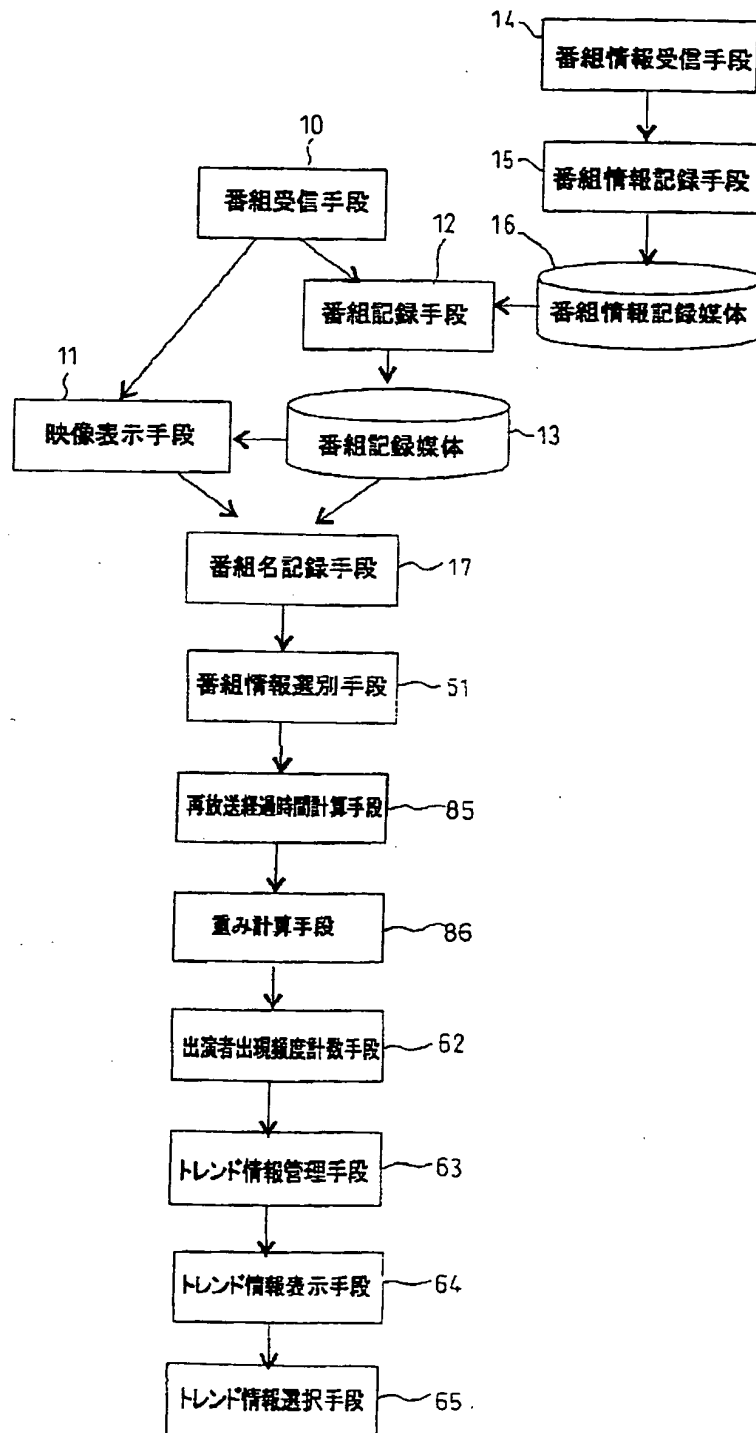 14
番組情報受信手段
10
15
番組情報記録手段
番組受信手段
12
16
番組記録手段
番組情報記録媒体
11
映像表示手段
番組記録媒体
13
番組名記録手段
17
番組情報選別手段
51
再放送経過時間計算手段
85
重み計算手段
86
出演者出現頻度計数手段
62
トレンド情報管理手段
63
トレンド情報表示手段
64
トレンド情報選択手段
65